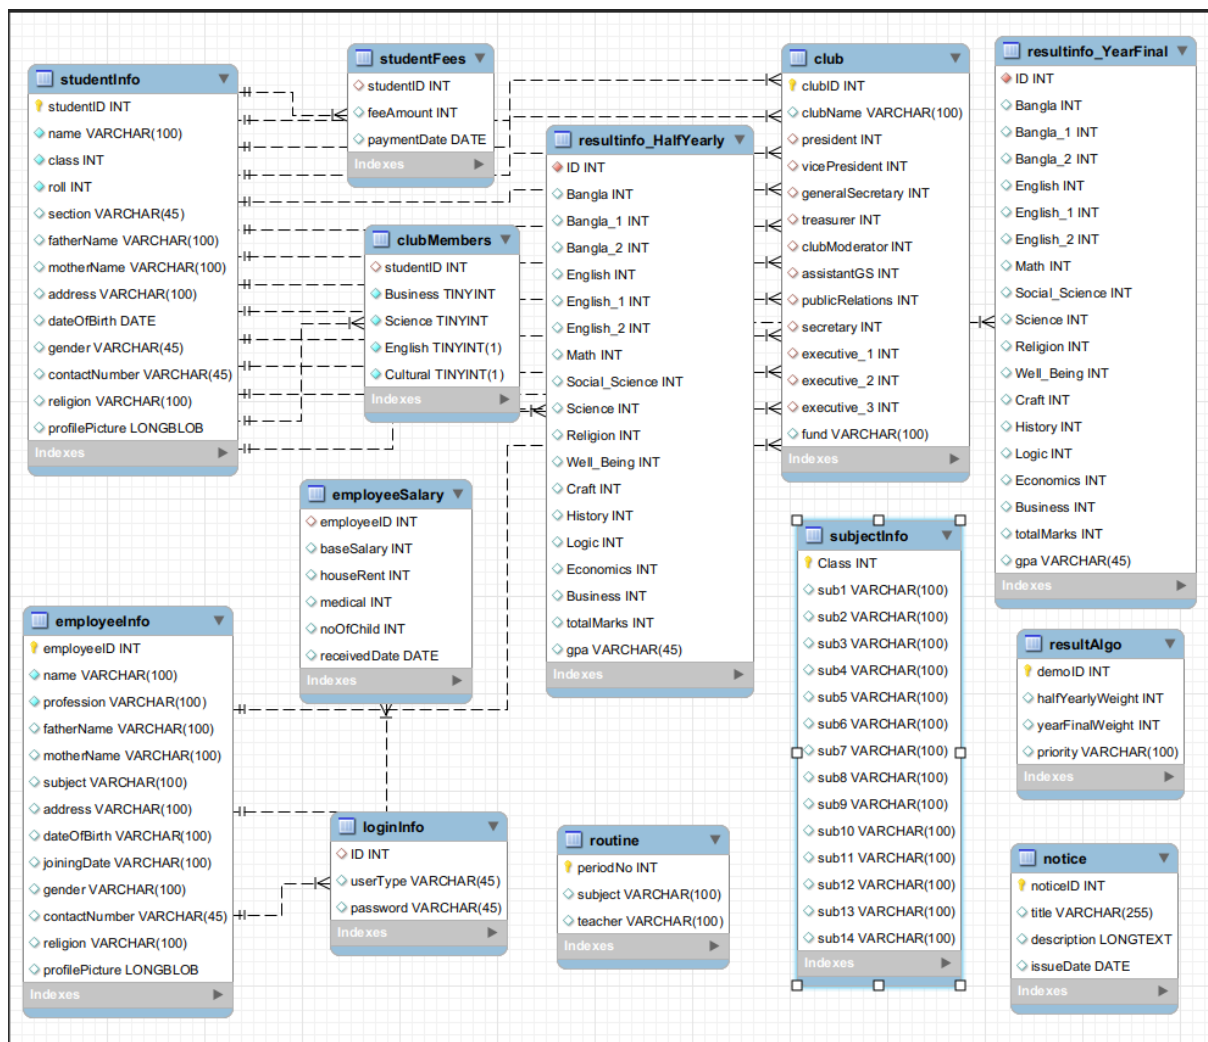 studentInfo
studentID INT
name VARCHAR(100)
class INT
roll INT
section VARCHAR(45)
fatherName VARCHAR(100)
motherName VARCHAR(100)
address VARCHAR(100)
dateOfBirth DATE
gender VARCHAR(45)
contactNumber VARCHAR(45)
religion VARCHAR(100)
profilePicture LONGBLOB
Indexes
studentFees
studentID INT
feeAmount INT
paymentDate DATE
Indexes
clubMembers
studentID INT
Business TINYINT
Science TINYINT
English TINYINT(1)
Cultural TINYINT(1)
Indexes
resultinfo_HalfYearly
ID INT
Bangla INT
Bangla_1 INT
Bangla_2 INT
English INT
English_1 INT
English_2 INT
Math INT
Social_Science INT
Science INT
Religion INT
Well_Being INT
Craft INT
History INT
Logic INT
Economics INT
Business INT
totalMarks INT
gpa VARCHAR(45)
Indexes
club
clubID INT
clubName VARCHAR(100)
president INT
vicePresident INT
generalSecretary INT
treasurer INT
clubModerator INT
assistantGS INT
publicRelations INT
secretary INT
executive_1 INT
executive_2 INT
executive_3 INT
fund VARCHAR(100)
Indexes
resultinfo_YearFinal
ID INT
Bangla INT
Bangla_1 INT
Bangla_2 INT
English INT
English_1 INT
English_2 INT
Math INT
Social_Science INT
Science INT
Religion INT
Well_Being INT
Craft INT
History INT
Logic INT
Economics INT
Business INT
totalMarks INT
gpa VARCHAR(45)
Indexes
employeeSalary
employeeID INT
baseSalary INT
houseRent INT
medical INT
noOfChild INT
receivedDate DATE
Indexes
employeeInfo
employeeID INT
name VARCHAR(100)
profession VARCHAR(100)
fatherName VARCHAR(100)
motherName VARCHAR(100)
subject VARCHAR(100)
address VARCHAR(100)
dateOfBirth VARCHAR(100)
joiningDate VARCHAR(100)
gender VARCHAR(100)
contactNumber VARCHAR(45)
religion VARCHAR(100)
profilePicture LONGBLOB
Indexes
loginInfo
ID INT
userType VARCHAR(45)
password VARCHAR(45)
Indexes
routine
periodNo INT
subject VARCHAR(100)
teacher VARCHAR(100)
Indexes
subjectInfo
Class INT
sub1 VARCHAR(100)
sub2 VARCHAR(100)
sub3 VARCHAR(100)
sub4 VARCHAR(100)
sub5 VARCHAR(100)
sub6 VARCHAR(100)
sub7 VARCHAR(100)
sub8 VARCHAR(100)
sub9 VARCHAR(100)
sub10 VARCHAR(100)
sub11 VARCHAR(100)
sub12 VARCHAR(100)
sub13 VARCHAR(100)
sub14 VARCHAR(100)
Indexes
resultAlgo
demoID INT
halfYearlyWeight INT
yearFinalWeight INT
priority VARCHAR(100)
Indexes
notice
noticeID INT
title VARCHAR(255)
description LONGTEXT
issueDate DATE
Indexes